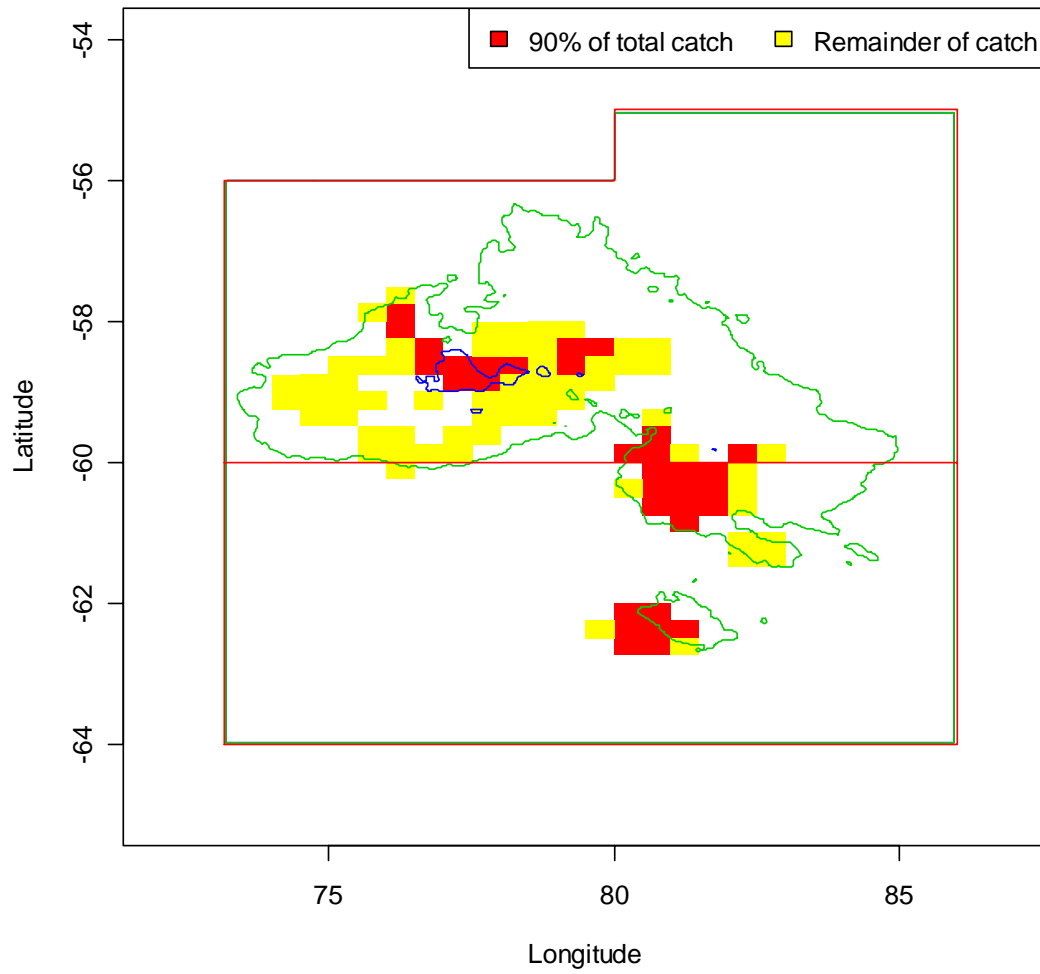 90% of total catch Remainder of catch
-54
-56
-58
-60
-62
-64
Latitude
75 80 85
Longitude